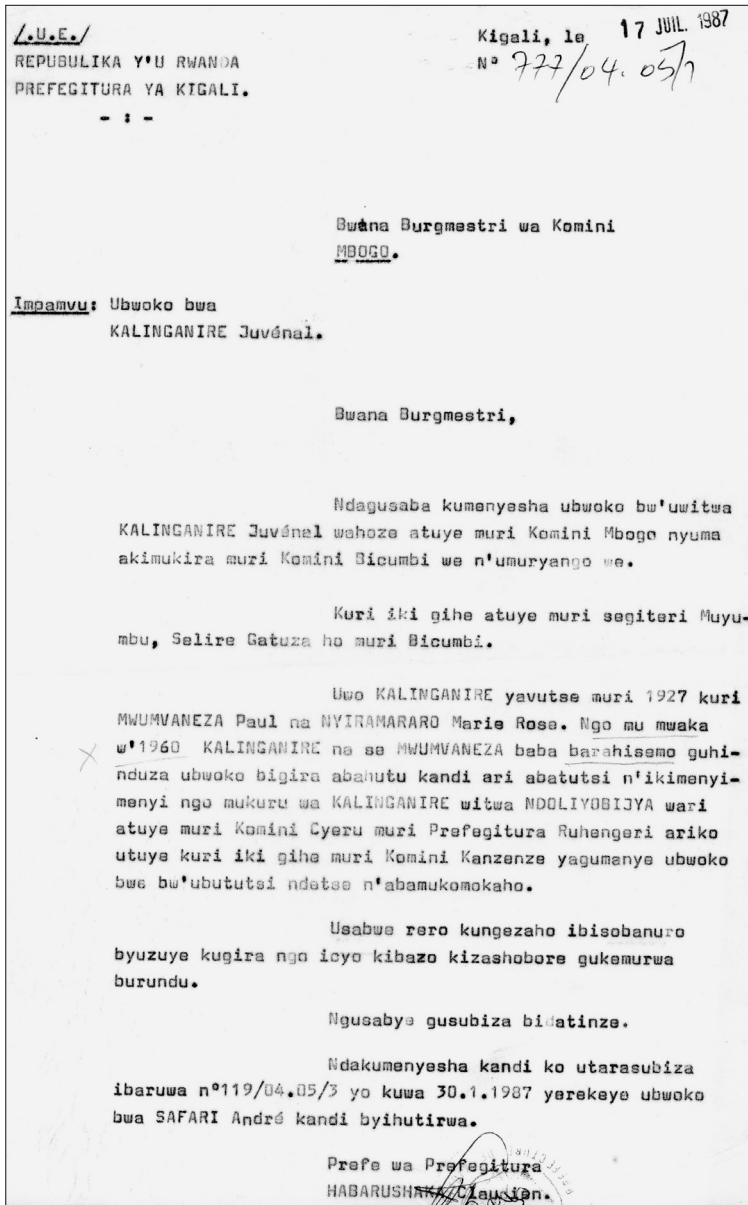 /.U.E./
Kigali, le 17 JUIL. 1987
REPUBULIKA Y'U RWANDA
N° 777/04.05/1
PREFEGITURA YA KIGALI.
- : -
Bwana Burgmestri wa Komini
MBOGO.
Impamvu: Ubwoko bwa
KALINGANIRE Juvénal.
Bwana Burgmestri,
Ndagusaba kumenyesha ubwoko bw'uwitwa
KALINGANIRE Juvénal wahoze atuye muri Komini Mbogo nyuma
akimukira muri Komini Bicumbi we n'umuryango we.
Kuri iki gihe atuye muri segiteri Muyu-
mbu, Selire Gatuza ho muri Bicumbi.
Uwo KALINGANIRE yavutse muri 1927 kuri
MWUMVANEZA Paul na NYIRAMARARO Marie Rose. Ngo mu mwaka
w'1960 KALINGANIRE na se MWUMVANEZA baba barahisemo guhi-
nduza ubwoko bigira abahutu kandi ari abatutsi n'ikimenyi-
menyi ngo mukuru wa KALINGANIRE witwa NDOLIYOBIJYA wari
atuye muri Komini Cyeru muri Prefegitura Ruhengeri ariko
utuye kuri iki gihe muri Komini Kanzenze yagumanye ubwoko
bwe bw'ubututsi ndetse n'abamukomokaho.
Usabwe rero kungezaho ibisobanuro
byuzuye kugira ngo icyo kibazo kizashobore gukemurwa
burundu.
Ngusabye gusubiza bidatinze.
Ndakumenyesha kandi ko utarasubiza
ibaruwa n°119/04.05/3 yo kuwa 30.1.1987 yerekeye ubwoko
bwa SAFARI André kandi byihutirwa.
Prefe wa Prefegitura
HABARUSHAKA Claudien.